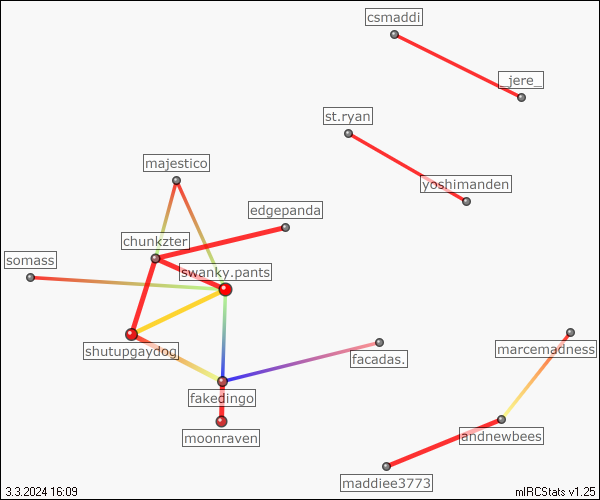 csmaddi
_jere_
st.ryan
majestico
yoshimanden
edgepanda
chunkzter
somass
swanky.pants
shutupgaydog
marcemadness
facadas.
fakedingo
andnewbees
moonraven
maddiee3773
3.3.2024 16:09
mIRCStats v1.25